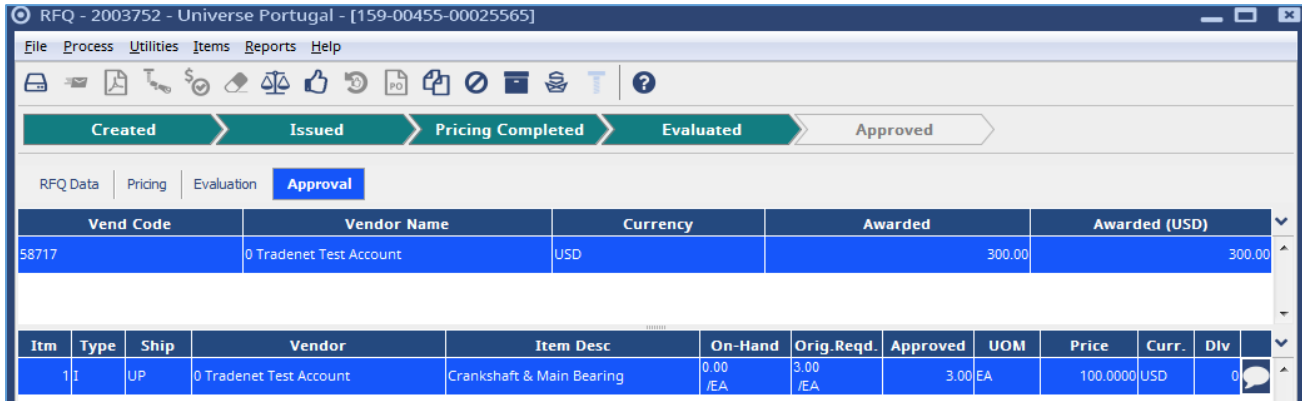 RFQ - 2003752 - Universe Portugal - [159-00455-00025565]
File Process Utilities Items Reports Help
PO
Created Issued Pricing Completed Evaluated Approved
RFQ Data Pricing Evaluation Approval
Vend Code Vendor Name Currency Awarded Awarded (USD)
58717 0 Tradenet Test Account USD 300.00 300.00
Itm Type Ship Vendor Item Desc On-Hand Orig.Reqd. Approved UOM Price Curr. Dlv
1 I UP 0 Tradenet Test Account Crankshaft & Main Bearing 0.00 /EA 3.00 /EA 3.00 EA 100.0000 USD 0